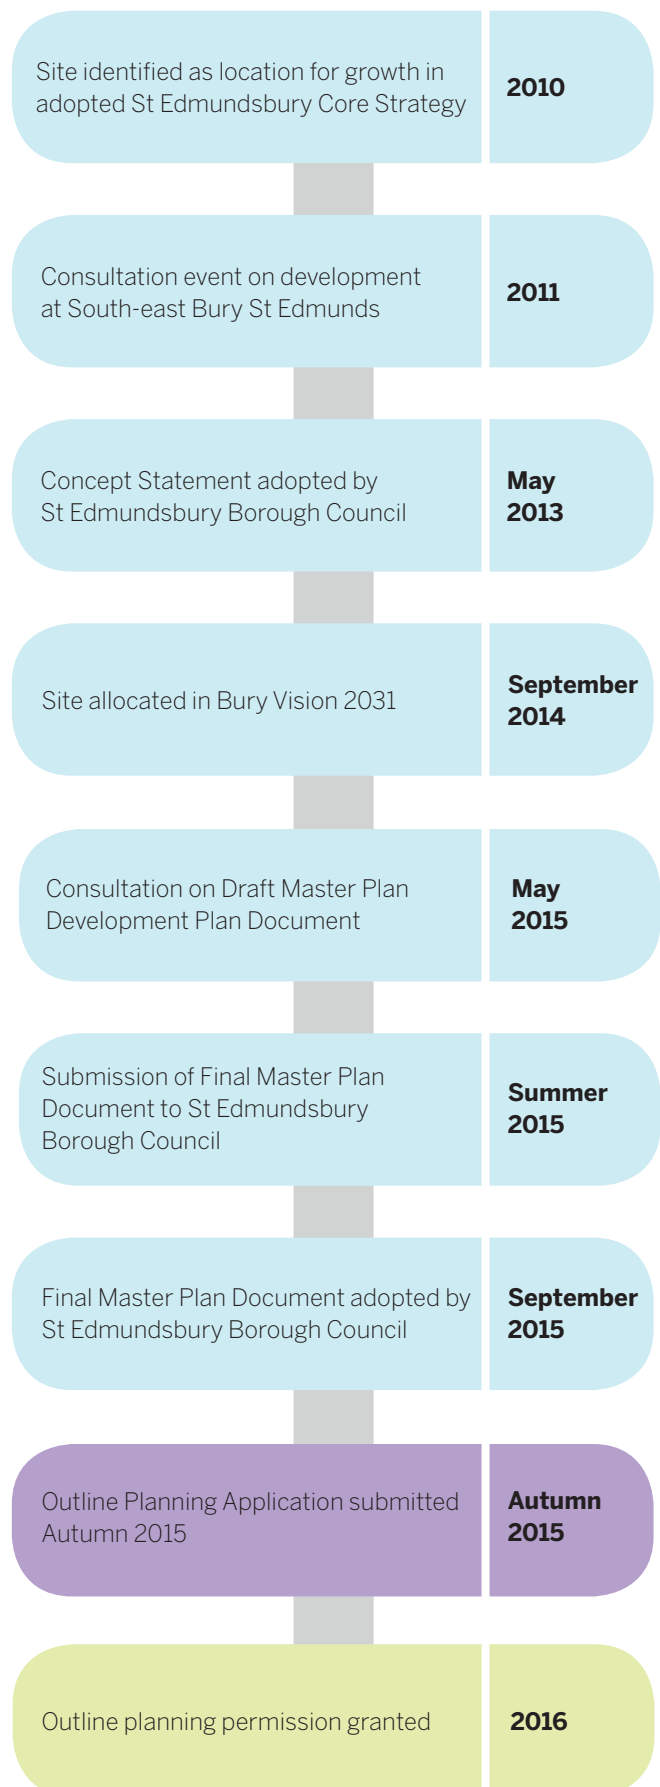 Site identified as location for growth in
adopted St Edmundsbury Core Strategy
2010
Consultation event on development
at South-east Bury St Edmunds
2011
Concept Statement adopted by
St Edmundsbury Borough Council
May
2013
Site allocated in Bury Vision 2031
September
2014
Consultation on Draft Master Plan
Development Plan Document
May
2015
Submission of Final Master Plan
Document to St Edmundsbury
Borough Council
Summer
2015
Final Master Plan Document adopted by
St Edmundsbury Borough Council
September
2015
Outline Planning Application submitted
Autumn 2015
Autumn
2015
Outline planning permission granted
2016